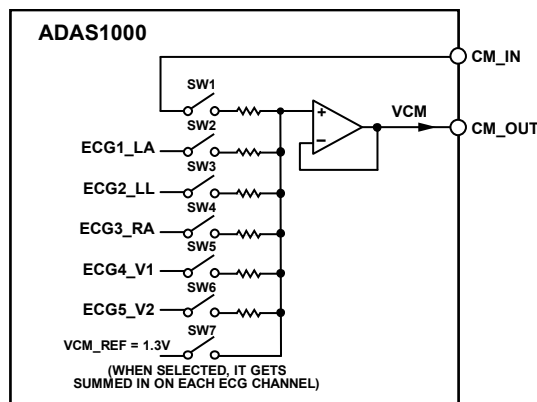 ADAS1000
CM_IN
SW1
+
VCM
CM_OUT
SW2
ECG1_LA
–
SW3
ECG2_LL
SW4
ECG3_RA
SW5
ECG4_V1
SW6
ECG5_V2
SW7
VCM_REF = 1.3V
(WHEN SELECTED, IT GETS
SUMMED IN ON EACH ECG CHANNEL)